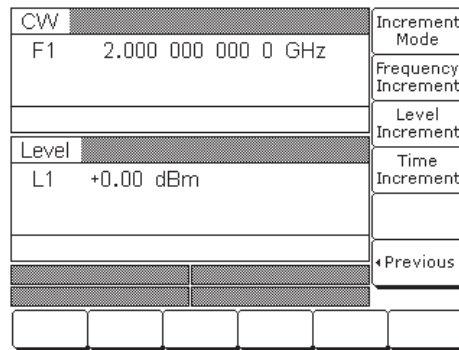 CW
F1 2.000 000 000 0 GHz
Level
L1 +0.00 dBm
Increment
Mode
Frequency
Increment
Level
Increment
Time
Increment
◂Previous